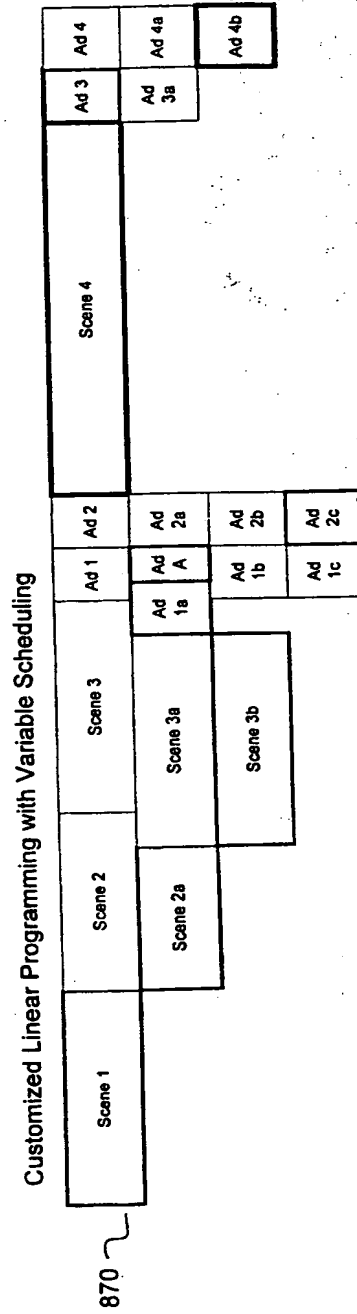 Customized Linear Programming with Variable Scheduling
870
Scene 1
Scene 2
Scene 3
Ad 1
Ad 2
Scene 4
Ad 3
Ad 4
Scene 2a
Scene 3a
Ad
1a
Ad
A
Ad
2a
Ad
3a
Ad 4a
Scene 3b
Ad
1b
Ad
2b
Ad 4b
Ad
1c
Ad
2c